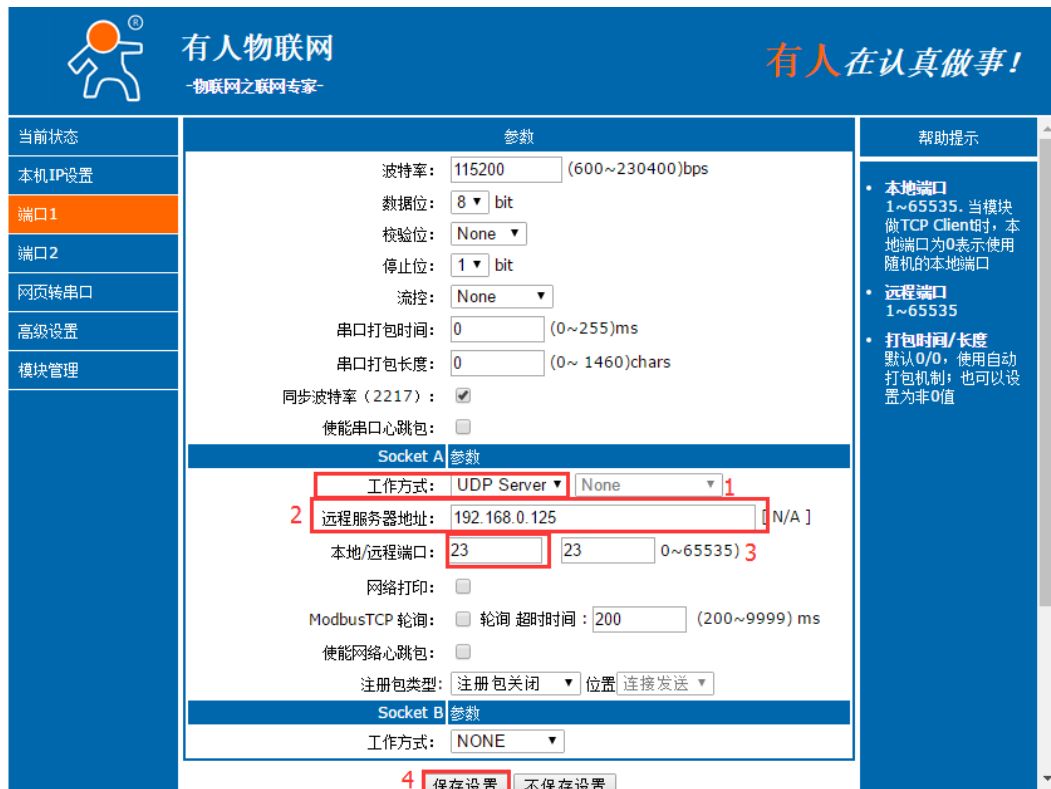 ®
有人物联网
-物联网之联网专家-
有人在认真做事!
当前状态
本机IP设置
端口1
端口2
网页转串口
高级设置
模块管理
参数
波特率: 115200 (600~230400)bps
数据位: 8 bit
校验位: None
停止位: 1 bit
流控: None
串口打包时间: 0 (0~255)ms
串口打包长度: 0 (0~ 1460)chars
同步波特率（2217）:
使能串口心跳包:
Socket A 参数
工作方式: UDP Server None 1
2 远程服务器地址: 192.168.0.125 [ N/A ]
本地/远程端口: 23 23 0~65535) 3
网络打印:
ModbusTCP 轮询: 轮询 超时时间 : 200 (200~9999) ms
使能网络心跳包:
注册包类型: 注册包关闭 位置 连接发送
Socket B 参数
工作方式: NONE
4 保存设置 不保存设置
帮助提示
• 本地端口
1~65535. 当模块
做TCP Client时，本
地端口为0表示使用
随机的本地端口
• 远程端口
1~65535
• 打包时间/长度
默认0/0，使用自动
打包机制；也可以设
置为非0值